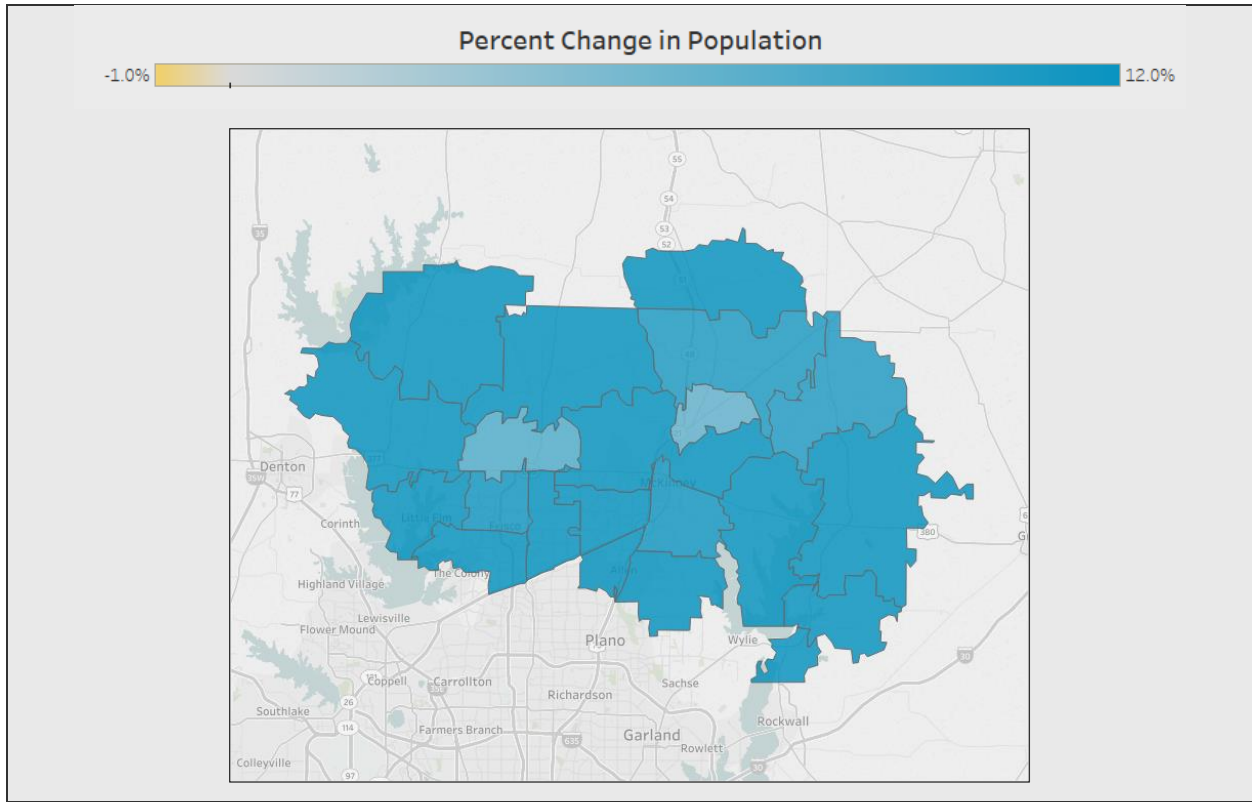 Percent Change in Population
-1.0%
12.0%
55
54
53
52
35
Denton
35W
77
McKinney
Corinth
Little Elm
Frisco
380
Highland Village
The Colony
Allen
Lewisville
Flower Mound
Plano
Wylie
30
Coppell
Carrollton
Sachse
Richardson
26
Southlake
Rockwall
114
Farmers Branch
635
Garland
Rowlett
Colleyville
97
30